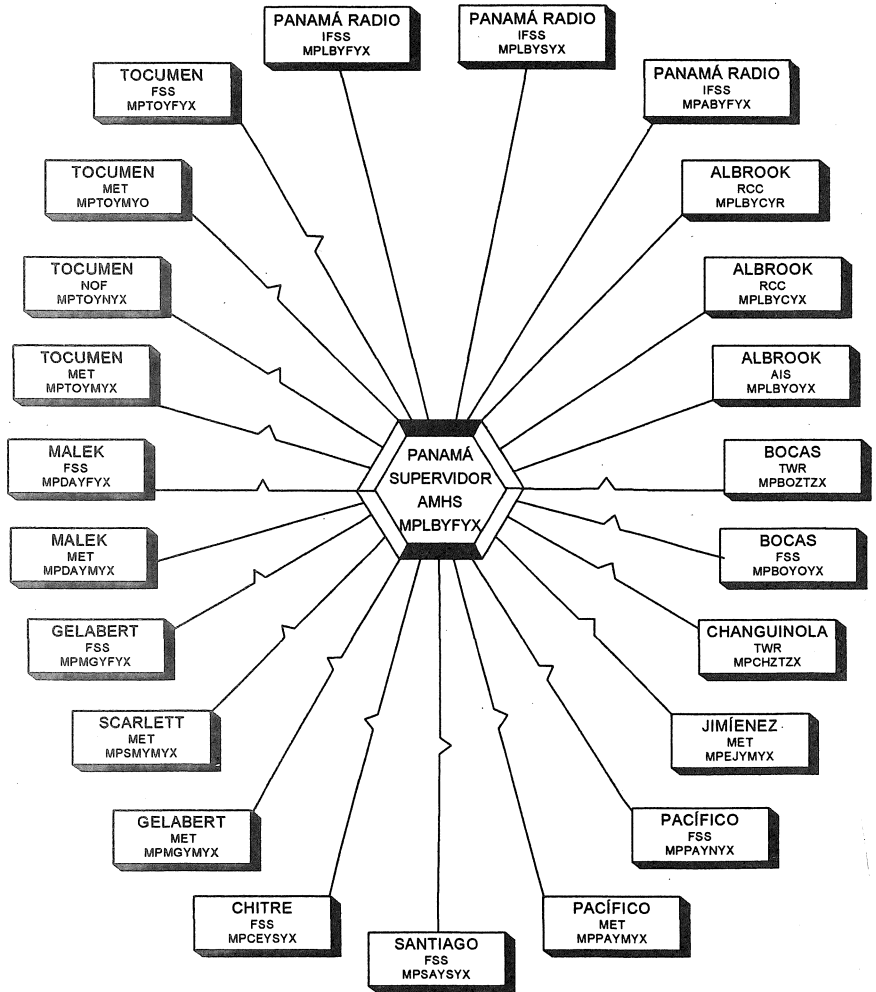 PANAMÁ RADIO
IFSS
MPLBYFYX
PANAMÁ RADIO
IFSS
MPLBYSYX
TOCUMEN
FSS
MPTOYFYX
PANAMÁ RADIO
IFSS
MPABYFYX
TOCUMEN
MET
MPTOYMYO
ALBROOK
RCC
MPLBYCYR
TOCUMEN
NOF
MPTOYNYX
ALBROOK
RCC
MPLBYCYX
TOCUMEN
MET
MPTOYMYX
ALBROOK
AIS
MPLBYOYX
MALEK
FSS
MPDAYFYX
PANAMÁ
SUPERVIDOR
AMHS
MPLBYFYX
BOCAS
TWR
MPBOZTZX
MALEK
MET
MPDAYMYX
BOCAS
FSS
MPBOYOYX
GELABERT
FSS
MPMGYFYX
CHANGUINOLA
TWR
MPCHZTZX
SCARLETT
MET
MPSMYMYX
JIMÍENEZ
MET
MPEJYMYX
GELABERT
MET
MPMGYMYX
PACÍFICO
FSS
MPPAYNYX
CHITRE
FSS
MPCEYSYX
PACÍFICO
MET
MPPAYMYX
SANTIAGO
FSS
MPSAYSYX